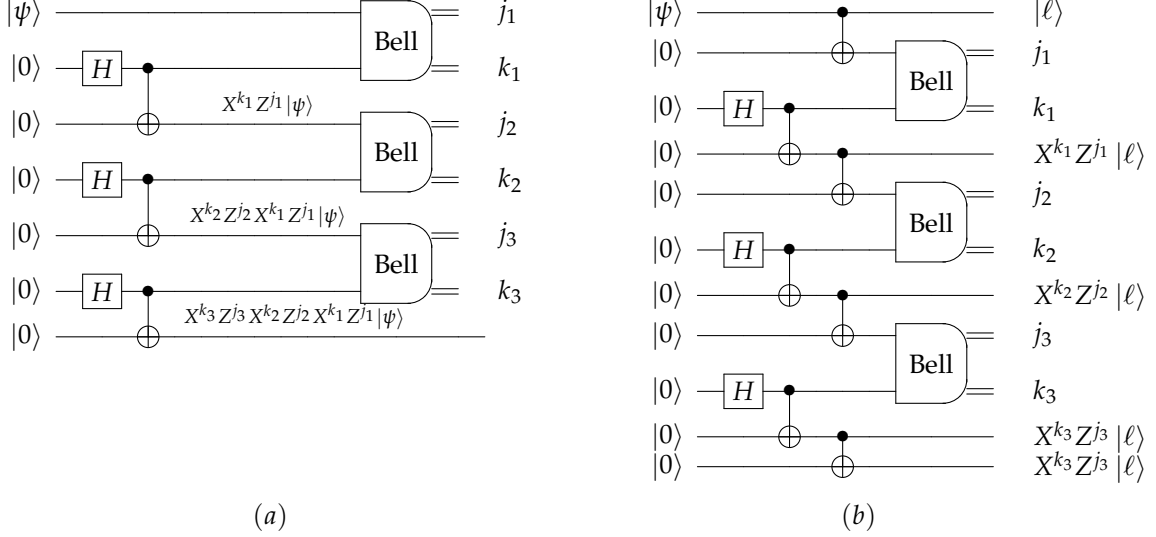 |ψ⟩ Bell j₁
|0⟩ H k₁
X^{k₁} Z^{j₁} |ψ⟩
|0⟩ Bell j₂
|0⟩ H k₂
X^{k₂} Z^{j₂} X^{k₁} Z^{j₁} |ψ⟩
|0⟩ Bell j₃
|0⟩ H k₃
X^{k₃} Z^{j₃} X^{k₂} Z^{j₂} X^{k₁} Z^{j₁} |ψ⟩
|0⟩
(a)
|ψ⟩ |ℓ⟩
|0⟩ Bell j₁
|0⟩ H k₁
|0⟩ X^{k₁} Z^{j₁} |ℓ⟩
|0⟩ Bell j₂
|0⟩ H k₂
|0⟩ X^{k₂} Z^{j₂} |ℓ⟩
|0⟩ Bell j₃
|0⟩ H k₃
|0⟩ X^{k₃} Z^{j₃} |ℓ⟩
|0⟩ X^{k₃} Z^{j₃} |ℓ⟩
(b)